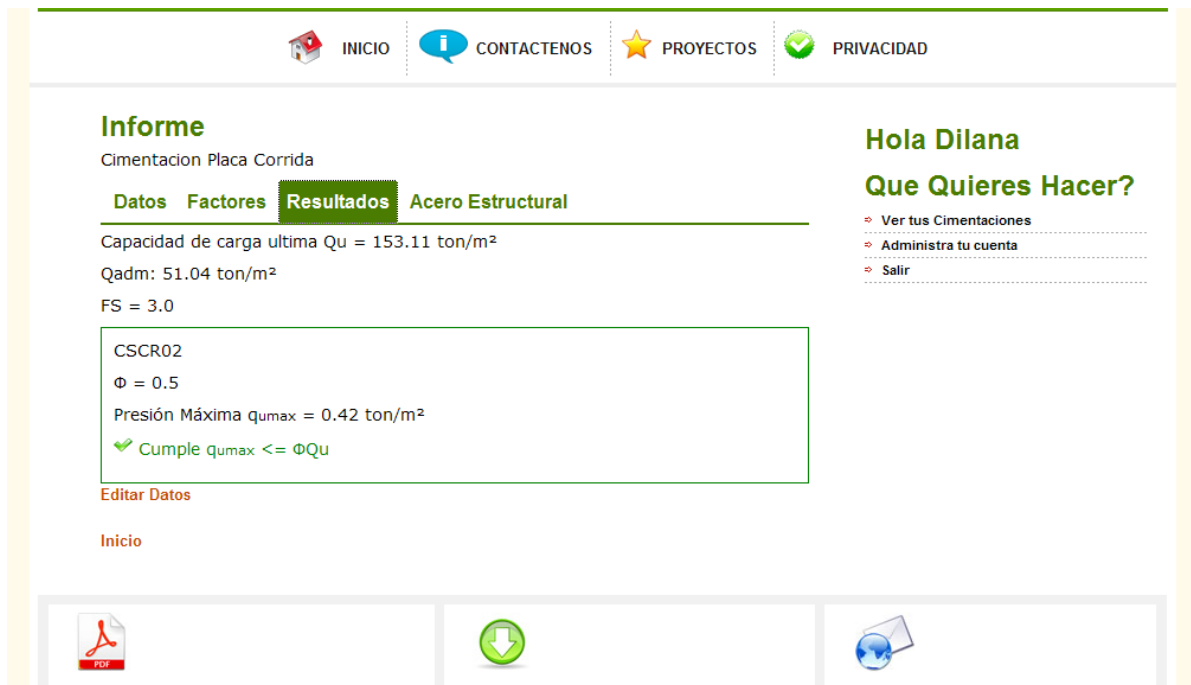 INICIO
CONTACTENOS
PROYECTOS
PRIVACIDAD
Informe
Cimentacion Placa Corrida
Datos Factores Resultados Acero Estructural
Capacidad de carga ultima Qu = 153.11 ton/m²
Qadm: 51.04 ton/m²
FS = 3.0
CSCR02
Φ = 0.5
Presión Máxima qumax = 0.42 ton/m²
Cumple qumax <= ΦQu
Editar Datos
Inicio
Hola Dilana
Que Quieres Hacer?
Ver tus Cimentaciones
Administra tu cuenta
Salir
PDF